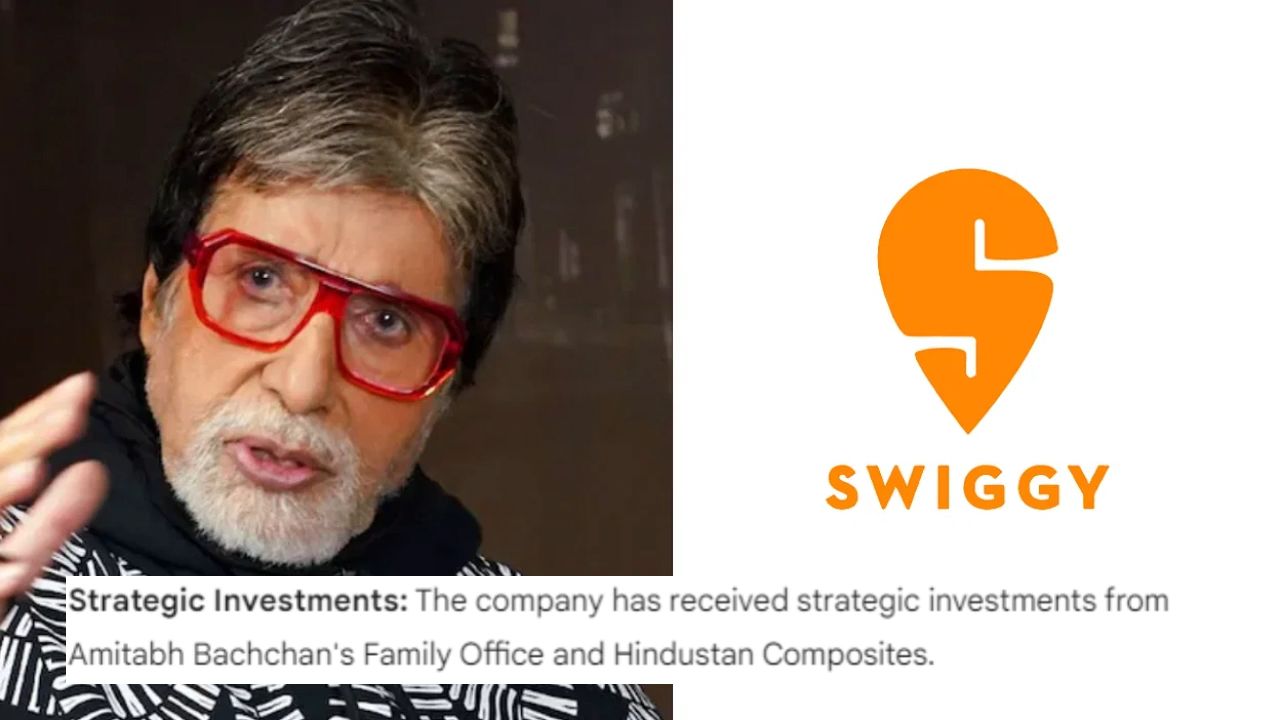 SWIGGY
Strategic Investments: The company has received strategic investments from
Amitabh Bachchan's Family Office and Hindustan Composites.